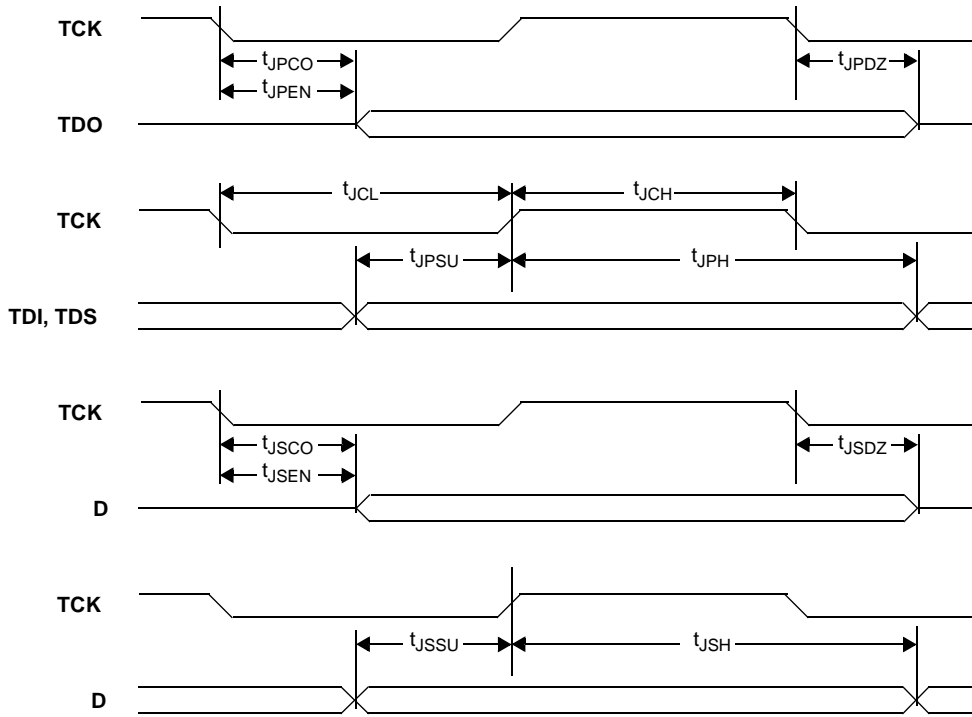 TCK
tJPCO
tJPDZ
tJPEN
TDO
tJCL
tJCH
TCK
tJPSU
tJPH
TDI, TDS
TCK
tJSCO
tJSDZ
tJSEN
D
TCK
tJSSU
tJSH
D